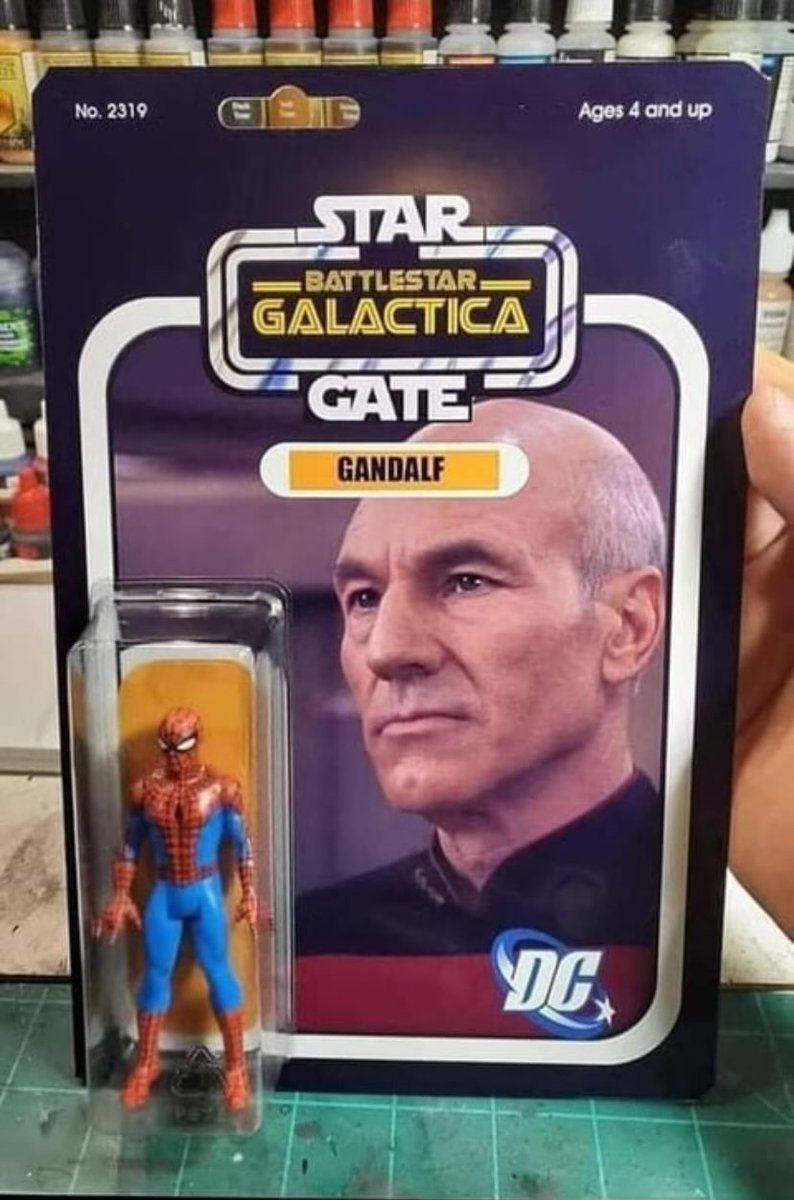 No. 2319
Ages 4 and up
STAR
BATTLESTAR
GALACTICA
GATE
GANDALF
DC